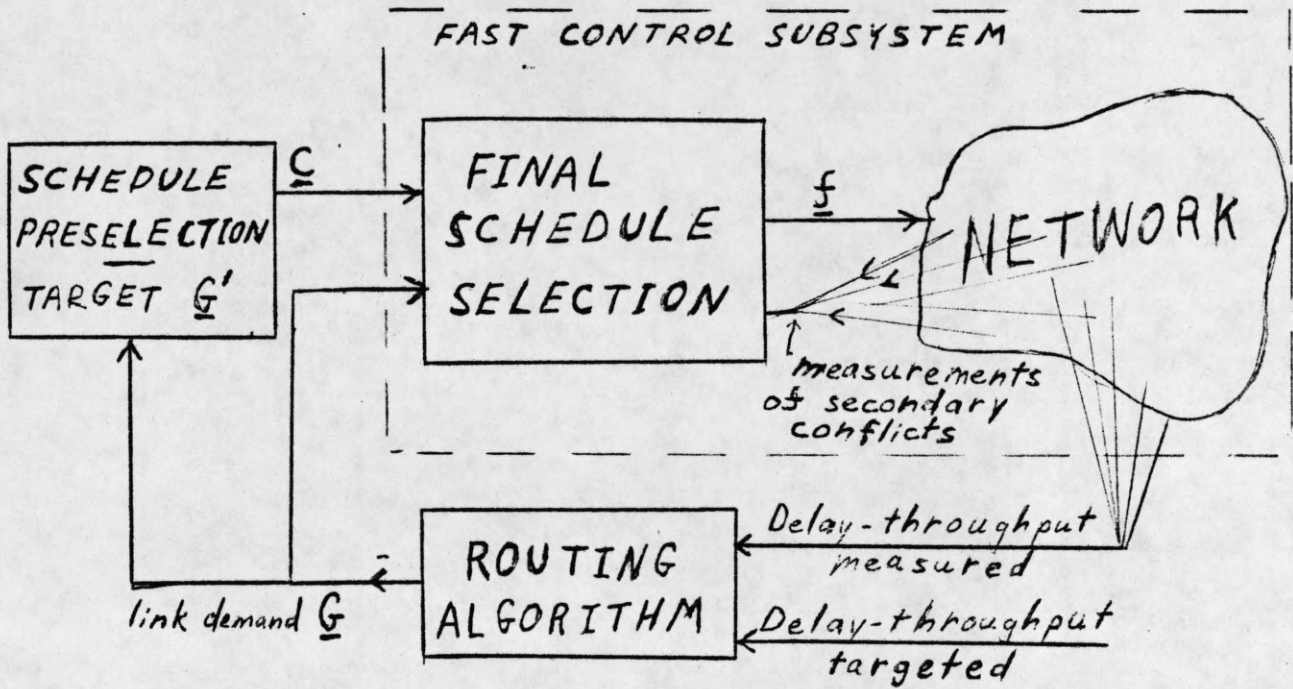 FAST CONTROL SUBSYSTEM
SCHEDULE
PRESELECTION
TARGET G'
C
FINAL
SCHEDULE
SELECTION
f
NETWORK
measurements
of secondary
conflicts
ROUTING
ALGORITHM
link demand G
Delay-throughput
measured
Delay-throughput
targeted